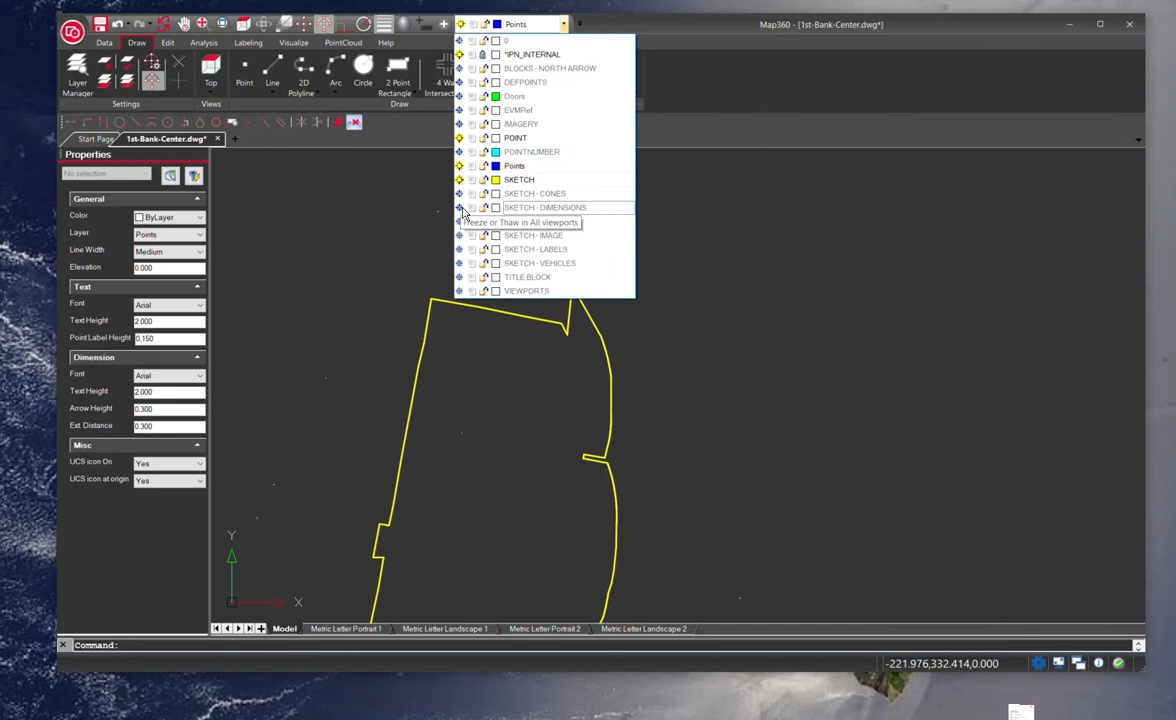 Points
Map360 - [1st-Bank-Center.dwg*]
Data
Draw
Edit
Analysis
Labeling
Visualize
PointCloud
Help
Layer
Manager
Settings
Top
Views
Point
Line
2D
Polyline
Arc
Circle
2 Point
Rectangle
4 Wa
Intersect
Draw
0
*IPN_INTERNAL
BLOCKS - NORTH ARROW
DEFPOINTS
Doors
EVMRef
IMAGERY
POINT
POINTNUMBER
Points
SKETCH
SKETCH - CONES
SKETCH - DIMENSIONS
Freeze or Thaw in All viewports
SKETCH - IMAGE
SKETCH - LABELS
SKETCH - VEHICLES
TITLE BLOCK
VIEWPORTS
Start Page
1st-Bank-Center.dwg*
Properties
No selection
General
Color ByLayer
Layer Points
Line Width Medium
Elevation 0.000
Text
Font Arial
Text Height 2.000
Point Label Height 0.150
Dimension
Font Arial
Text Height 2.000
Arrow Height 0.300
Ext. Distance 0.300
Misc
UCS icon On Yes
UCS icon at origin Yes
Y
X
Model
Metric Letter Portrait 1
Metric Letter Landscape 1
Metric Letter Portrait 2
Metric Letter Landscape 2
Command:
-221.976,332.414,0.000